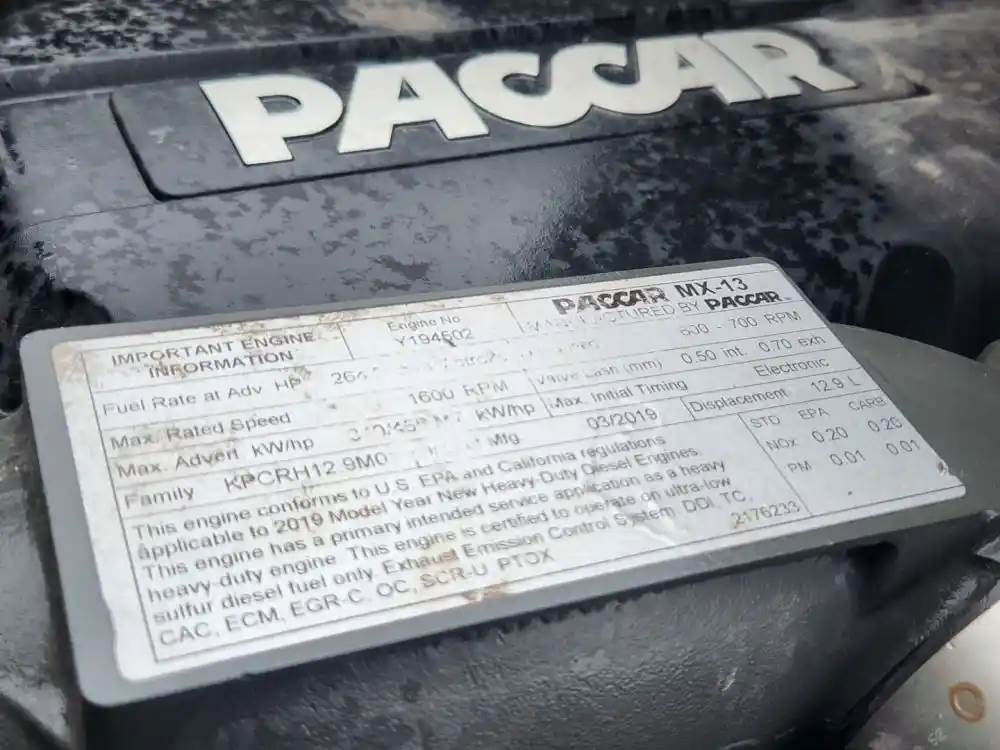 PACCAR
IMPORTANT ENGINE
INFORMATION
Engine No
Y194502
PACCAR MX-13
BY PACCAR
Fuel Rate at Adv HP
700 RPM
Max. Rated Speed 1600 RPM
Valve Lash (mm) 0.50 int. 0.70 exh
Max. Advert kW/hp kW/hp
Max Initial Timing Electronic
Family KPCRH12.9M0 Mfg 03/2019 Displacement 12.9 L
This engine conforms to U.S. EPA and California regulations
applicable to 2019 Model Year New Heavy-Duty Diesel Engines.
This engine has a primary intended service application as a heavy
heavy-duty engine. This engine is certified to operate on ultra-low
sulfur diesel fuel only. Exhaust Emission Control System: DDI, TC,
CAC, ECM, EGR-C, OC, SCR-U, PTOX
2176233
STD EPA CARB
NOx 0.20 0.20
PM 0.01 0.01
52